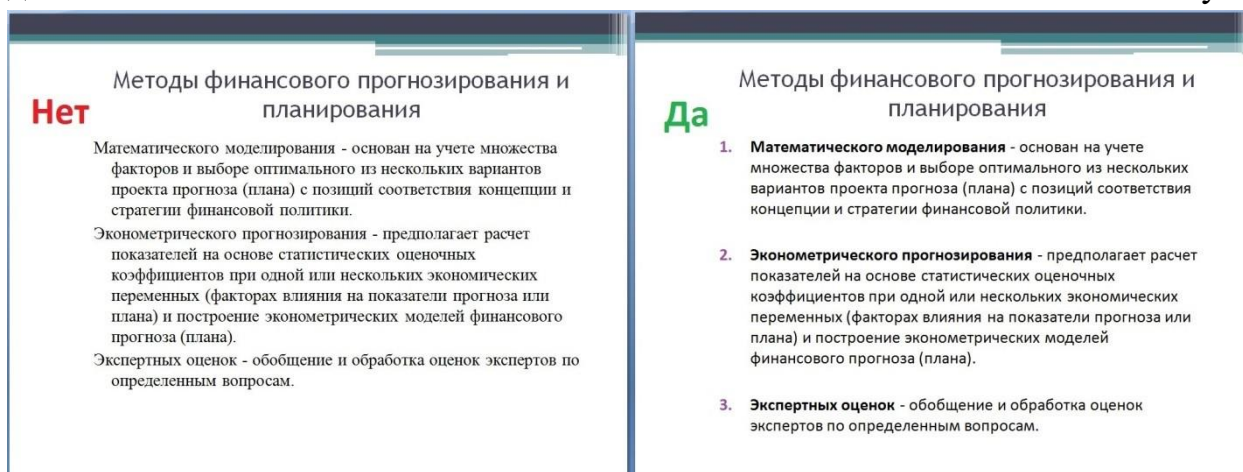 Методы финансового прогнозирования и
планирования
Нет
Математического моделирования - основан на учете множества
факторов и выборе оптимального из нескольких вариантов
проекта прогноза (плана) с позиций соответствия концепции и
стратегии финансовой политики.
Эконометрического прогнозирования - предполагает расчет
показателей на основе статистических оценочных
коэффициентов при одной или нескольких экономических
переменных (факторах влияния на показатели прогноза или
плана) и построение эконометрических моделей финансового
прогноза (плана).
Экспертных оценок - обобщение и обработка оценок экспертов по
определенным вопросам.
Методы финансового прогнозирования и
планирования
Да
1. Математического моделирования - основан на учете
множества факторов и выборе оптимального из нескольких
вариантов проекта прогноза (плана) с позиций соответствия
концепции и стратегии финансовой политики.
2. Эконометрического прогнозирования - предполагает расчет
показателей на основе статистических оценочных
коэффициентов при одной или нескольких экономических
переменных (факторах влияния на показатели прогноза или
плана) и построение эконометрических моделей
финансового прогноза (плана).
3. Экспертных оценок - обобщение и обработка оценок
экспертов по определенным вопросам.